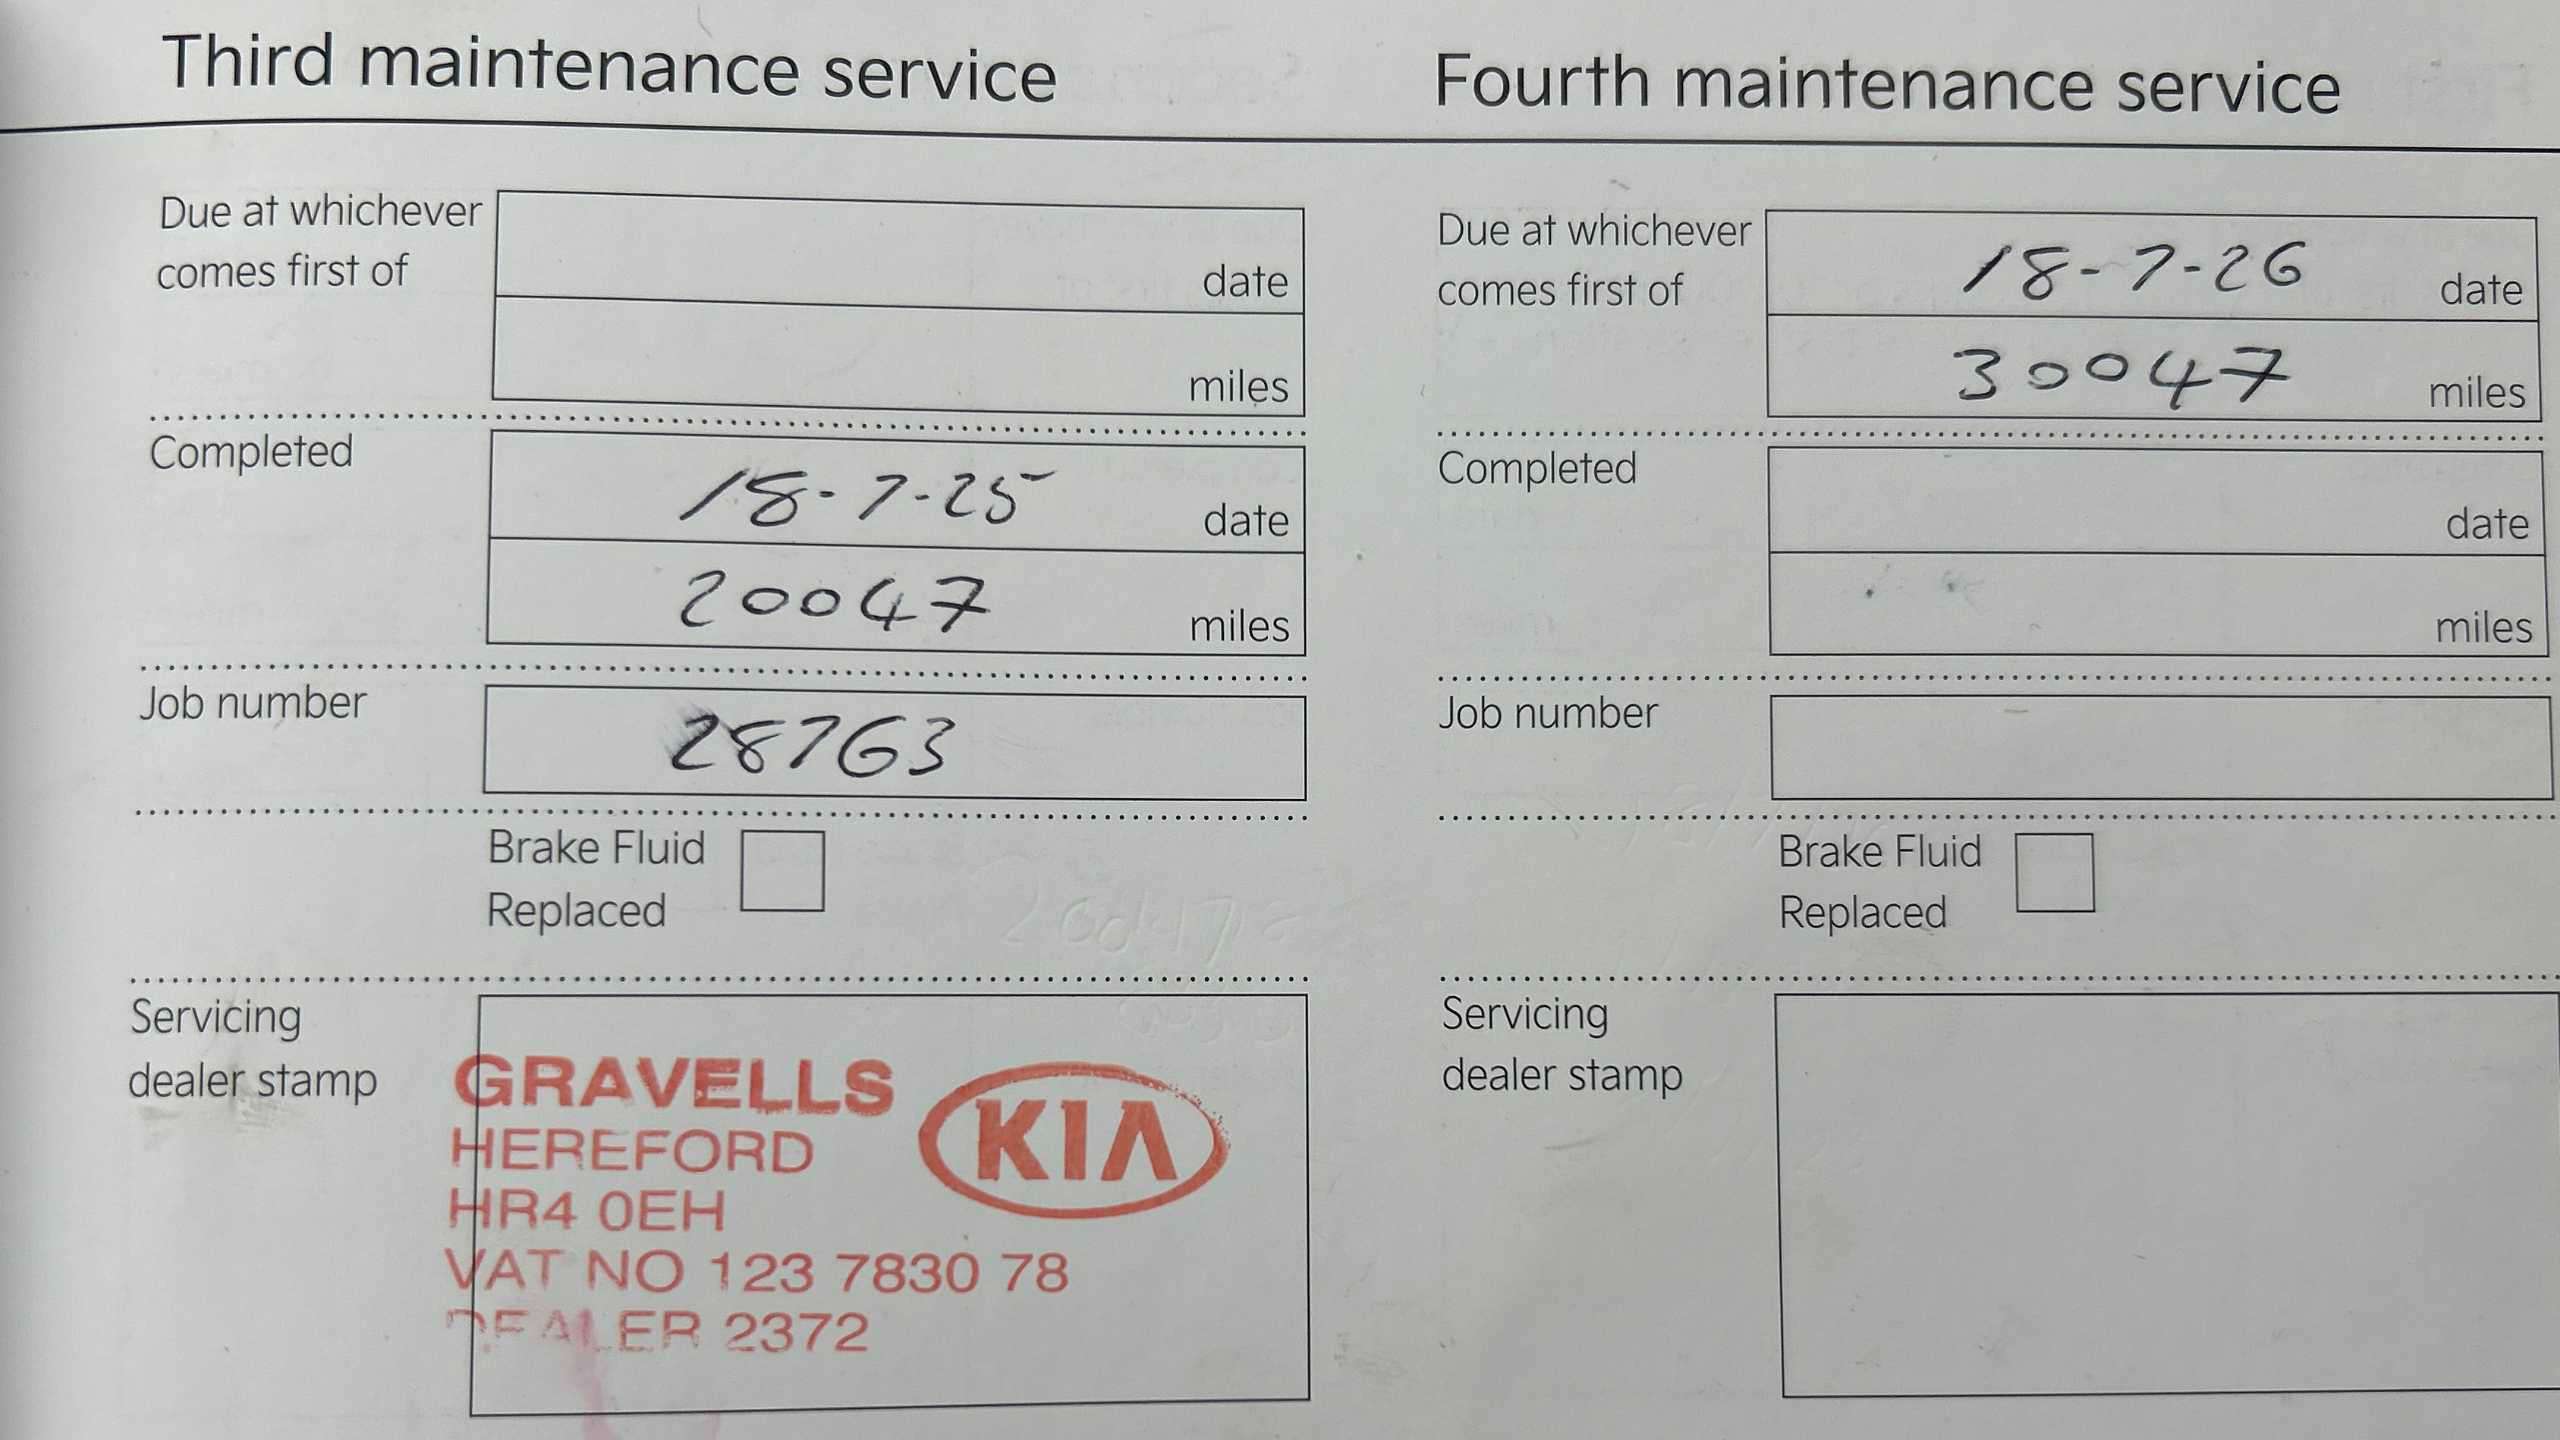 Third maintenance service
Due at whichever
comes first of
date
miles
Completed
18-7-25 date
20047 miles
Job number 28763
Brake Fluid
Replaced
Servicing
dealer stamp
GRAVELLS
HEREFORD
HR4 0EH
VAT NO 123 7830 78
DEALER 2372
KIA
Fourth maintenance service
Due at whichever
comes first of
18-7-26 date
30047 miles
Completed
date
miles
Job number
Brake Fluid
Replaced
Servicing
dealer stamp